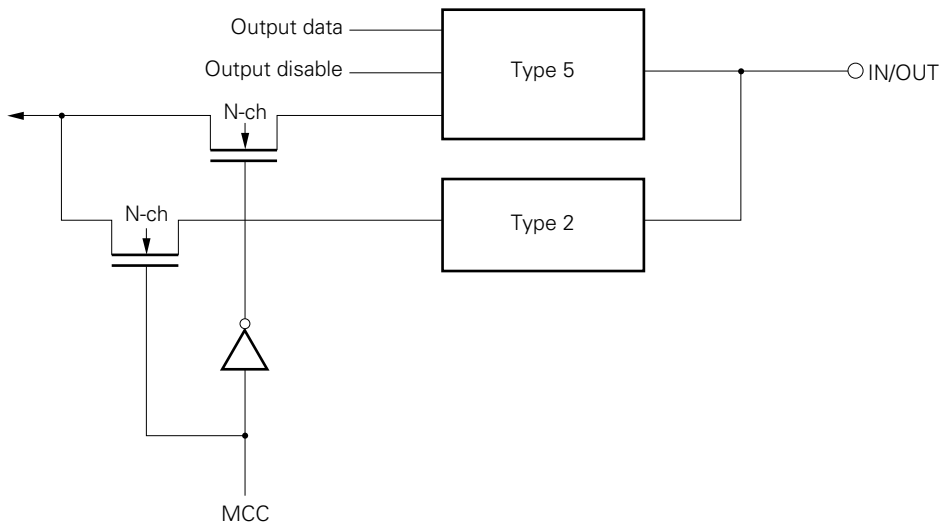 Output data
Output disable
Type 5
IN/OUT
N-ch
N-ch
Type 2
MCC